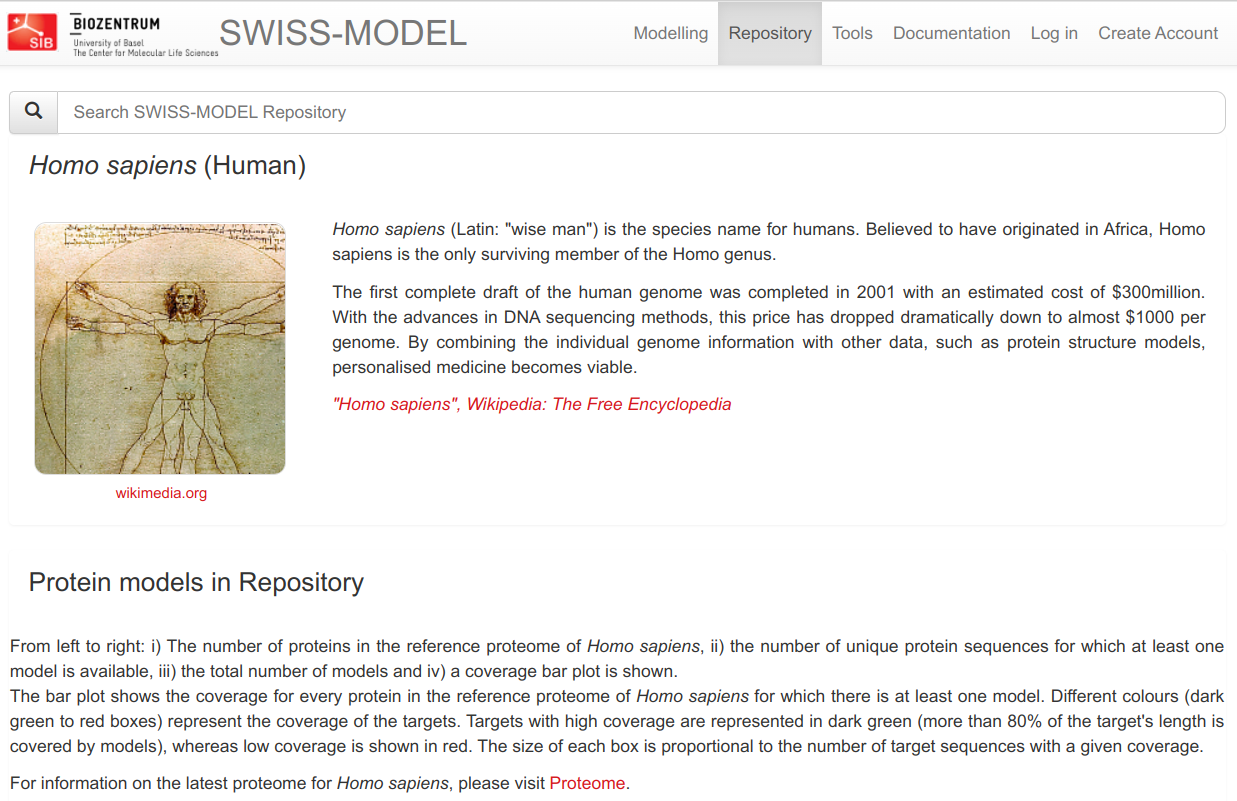 SIB
BIOZENTRUM
University of Basel
The Center for Molecular Life Sciences
SWISS-MODEL
Modelling Repository Tools Documentation Log in Create Account
Search SWISS-MODEL Repository
Homo sapiens (Human)
Homo sapiens (Latin: "wise man") is the species name for humans. Believed to have originated in Africa, Homo
sapiens is the only surviving member of the Homo genus.
The first complete draft of the human genome was completed in 2001 with an estimated cost of $300million.
With the advances in DNA sequencing methods, this price has dropped dramatically down to almost $1000 per
genome. By combining the individual genome information with other data, such as protein structure models,
personalised medicine becomes viable.
"Homo sapiens", Wikipedia: The Free Encyclopedia
wikimedia.org
Protein models in Repository
From left to right: i) The number of proteins in the reference proteome of Homo sapiens, ii) the number of unique protein sequences for which at least one
model is available, iii) the total number of models and iv) a coverage bar plot is shown.
The bar plot shows the coverage for every protein in the reference proteome of Homo sapiens for which there is at least one model. Different colours (dark
green to red boxes) represent the coverage of the targets. Targets with high coverage are represented in dark green (more than 80% of the target's length is
covered by models), whereas low coverage is shown in red. The size of each box is proportional to the number of target sequences with a given coverage.
For information on the latest proteome for Homo sapiens, please visit Proteome.